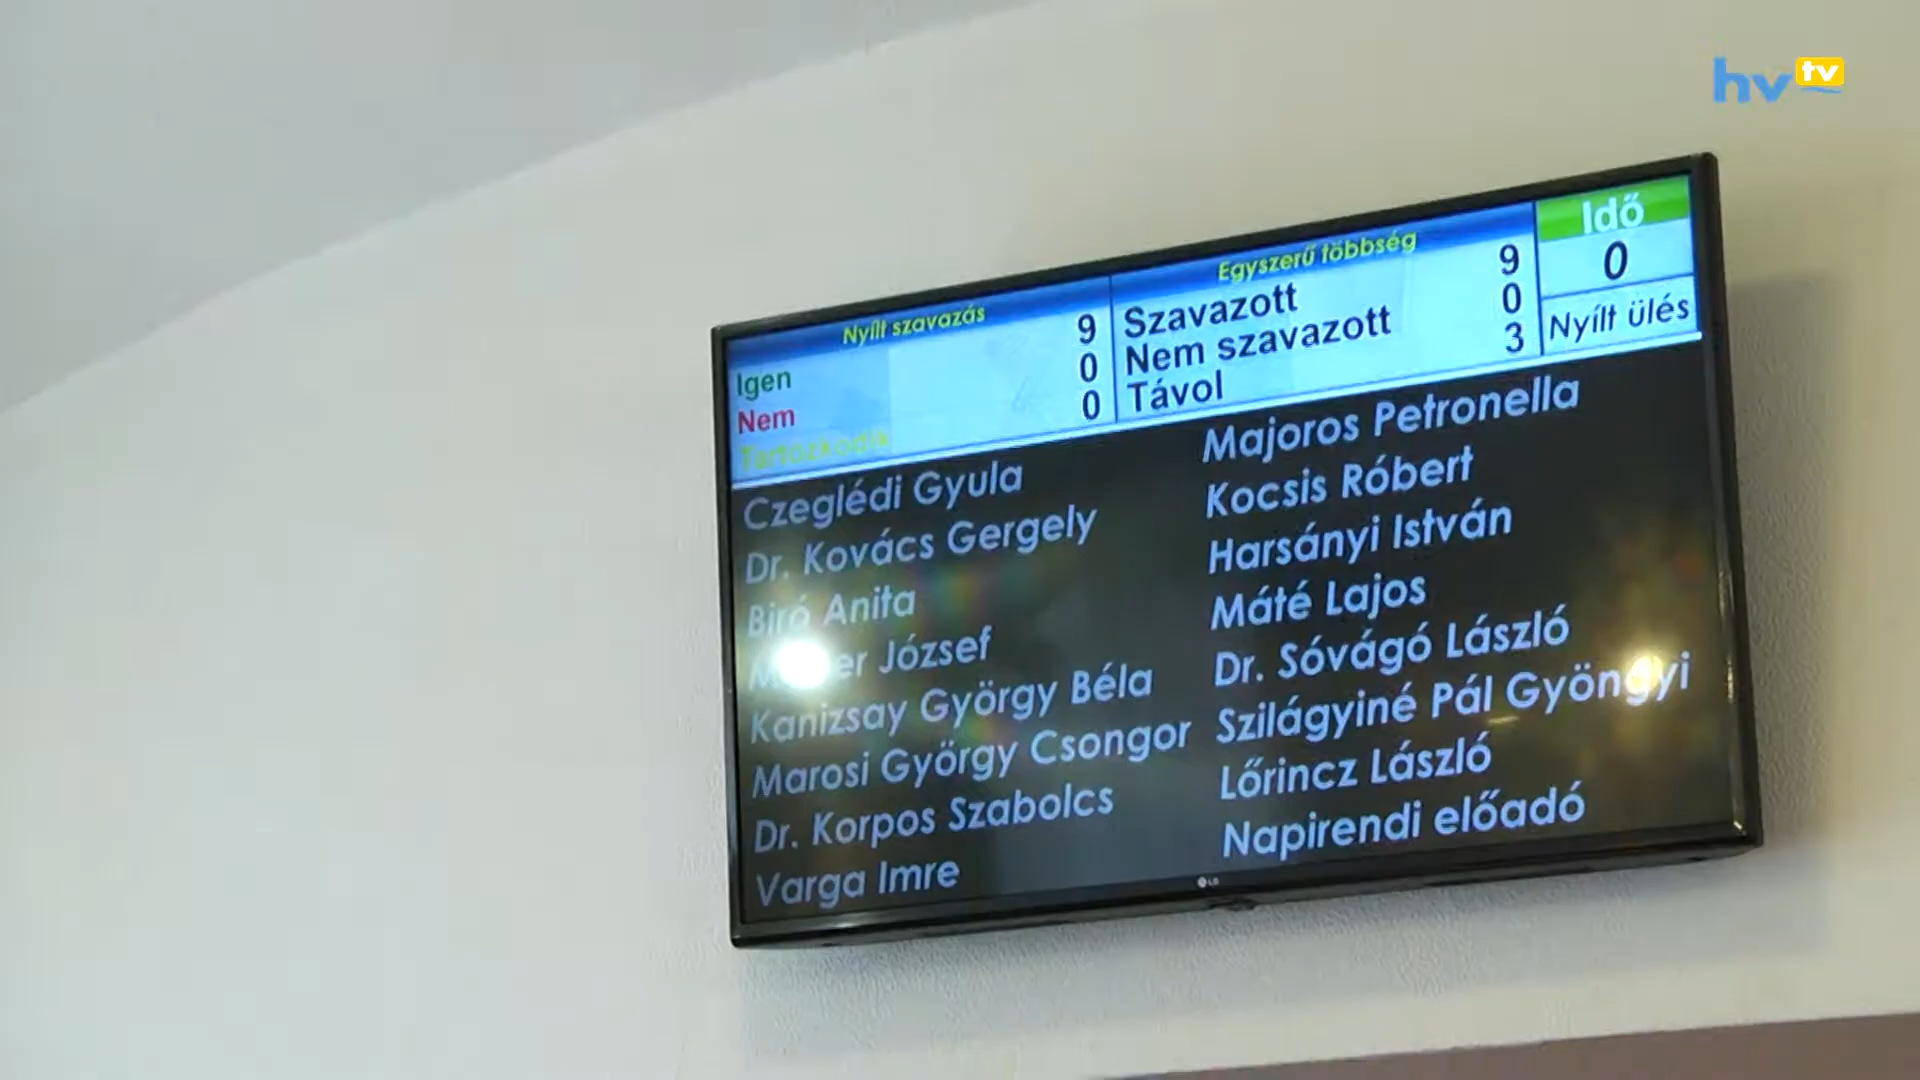 hv tv
Nyílt szavazás
Igen 9
Nem 0
Tartózkodik 0
Egyszerű többség
Szavazott 9
Nem szavazott 0
Távol 3
Idő
0
Nyílt ülés
Czeglédi Gyula
Dr. Kovács Gergely
Biró Anita
József
Kanizsay György Béla
Marosi György Csongor
Dr. Korpos Szabolcs
Varga Imre
Majoros Petronella
Kocsis Róbert
Harsányi István
Máté Lajos
Dr. Sóvágó László
Szilágyiné Pál Gyöngyi
Lőrincz László
Napirendi előadó
LG